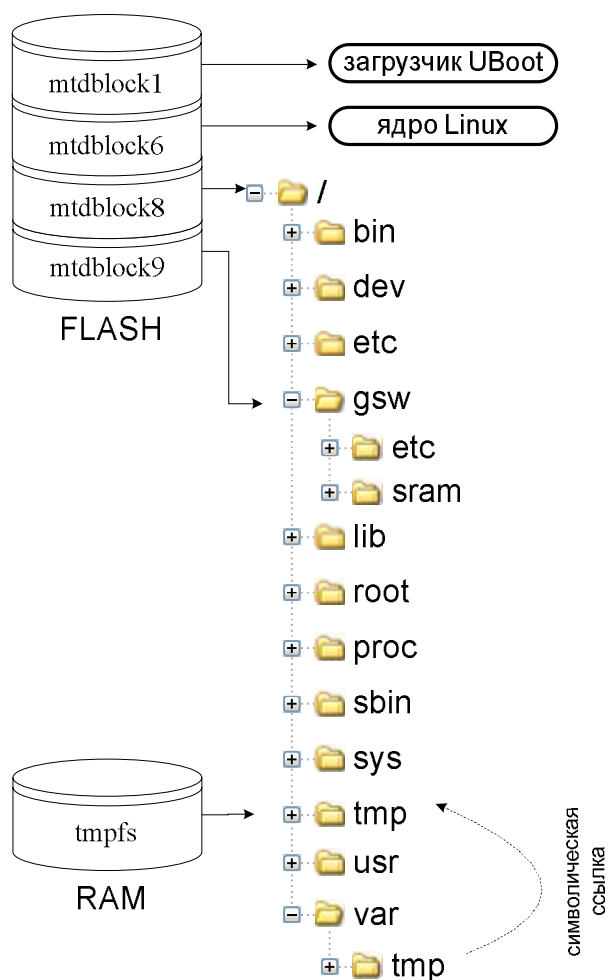 mtdblock1
mtdblock6
mtdblock8
mtdblock9
FLASH
загрузчик UBoot
ядро Linux
/
bin
dev
etc
gsw
etc
sram
lib
root
proc
sbin
sys
tmp
usr
var
tmp
tmpfs
RAM
символическая
ссылка